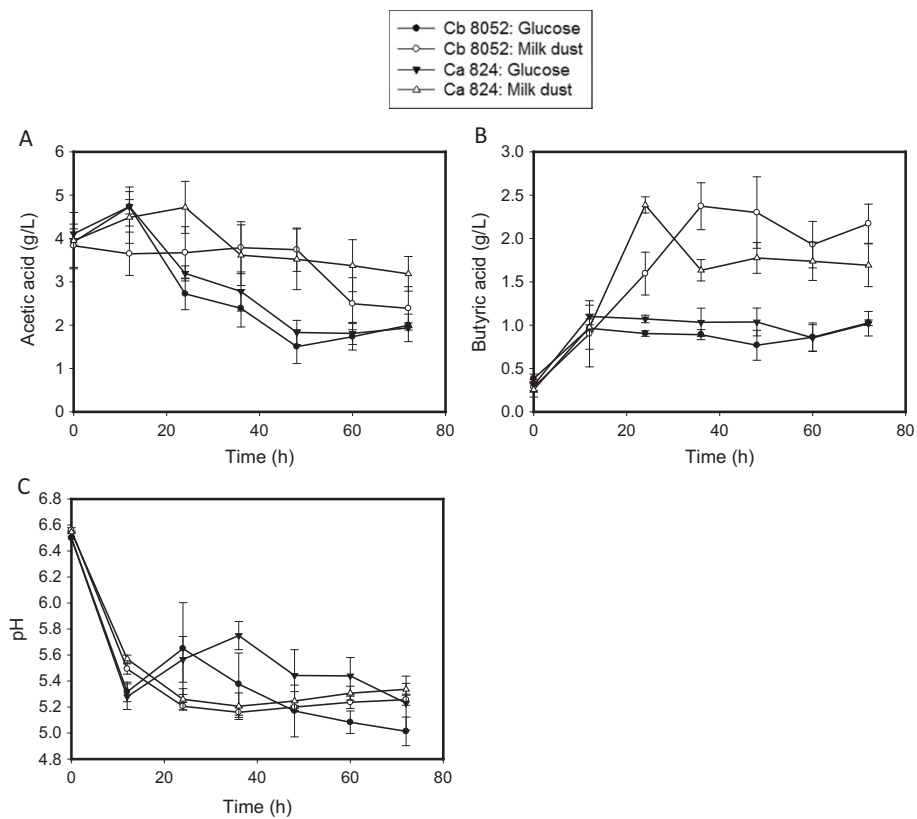 Cb 8052: Glucose
Cb 8052: Milk dust
Ca 824: Glucose
Ca 824: Milk dust
A
6
5
4
3
2
1
0
Acetic acid (g/L)
0 20 40 60 80
Time (h)
B
3.0
2.5
2.0
1.5
1.0
0.5
0.0
Butyric acid (g/L)
0 20 40 60 80
Time (h)
C
6.8
6.6
6.4
6.2
6.0
5.8
5.6
5.4
5.2
5.0
4.8
pH
0 20 40 60 80
Time (h)